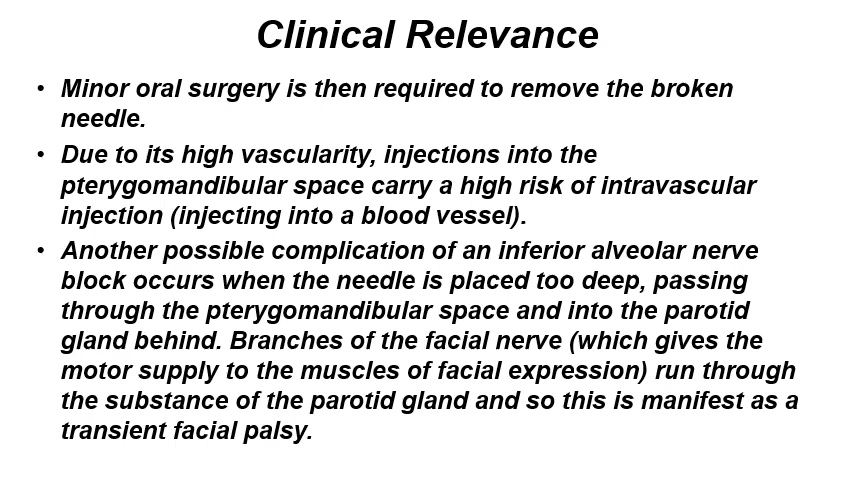 Clinical Relevance
• Minor oral surgery is then required to remove the broken
needle.
• Due to its high vascularity, injections into the
pterygomandibular space carry a high risk of intravascular
injection (injecting into a blood vessel).
• Another possible complication of an inferior alveolar nerve
block occurs when the needle is placed too deep, passing
through the pterygomandibular space and into the parotid
gland behind. Branches of the facial nerve (which gives the
motor supply to the muscles of facial expression) run through
the substance of the parotid gland and so this is manifest as a
transient facial palsy.